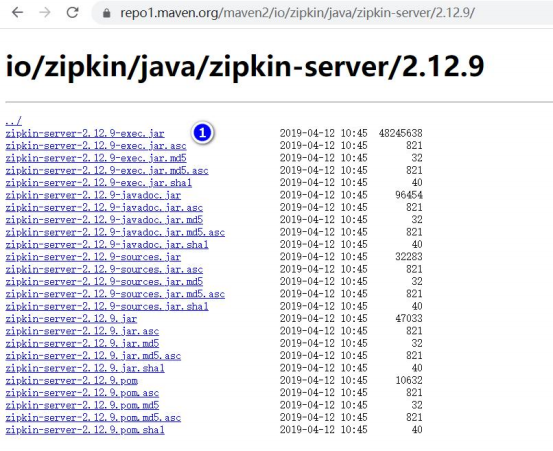 repo1.maven.org/maven2/io/zipkin/java/zipkin-server/2.12.9/
io/zipkin/java/zipkin-server/2.12.9
../
zipkin-server-2.12.9-exec.jar 1 2019-04-12 10:45 48245638
zipkin-server-2.12.9-exec.jar.asc 2019-04-12 10:45 821
zipkin-server-2.12.9-exec.jar.md5 2019-04-12 10:45 32
zipkin-server-2.12.9-exec.jar.md5.asc 2019-04-12 10:45 821
zipkin-server-2.12.9-exec.jar.sha1 2019-04-12 10:45 40
zipkin-server-2.12.9-javadoc.jar 2019-04-12 10:45 96454
zipkin-server-2.12.9-javadoc.jar.asc 2019-04-12 10:45 821
zipkin-server-2.12.9-javadoc.jar.md5 2019-04-12 10:45 32
zipkin-server-2.12.9-javadoc.jar.md5.asc 2019-04-12 10:45 821
zipkin-server-2.12.9-javadoc.jar.sha1 2019-04-12 10:45 40
zipkin-server-2.12.9-sources.jar 2019-04-12 10:45 32283
zipkin-server-2.12.9-sources.jar.asc 2019-04-12 10:45 821
zipkin-server-2.12.9-sources.jar.md5 2019-04-12 10:45 32
zipkin-server-2.12.9-sources.jar.md5.asc 2019-04-12 10:45 821
zipkin-server-2.12.9-sources.jar.sha1 2019-04-12 10:45 40
zipkin-server-2.12.9.jar 2019-04-12 10:45 47033
zipkin-server-2.12.9.jar.asc 2019-04-12 10:45 821
zipkin-server-2.12.9.jar.md5 2019-04-12 10:45 32
zipkin-server-2.12.9.jar.md5.asc 2019-04-12 10:45 821
zipkin-server-2.12.9.jar.sha1 2019-04-12 10:45 40
zipkin-server-2.12.9.pom 2019-04-12 10:45 10632
zipkin-server-2.12.9.pom.asc 2019-04-12 10:45 821
zipkin-server-2.12.9.pom.md5 2019-04-12 10:45 32
zipkin-server-2.12.9.pom.md5.asc 2019-04-12 10:45 821
zipkin-server-2.12.9.pom.sha1 2019-04-12 10:45 40